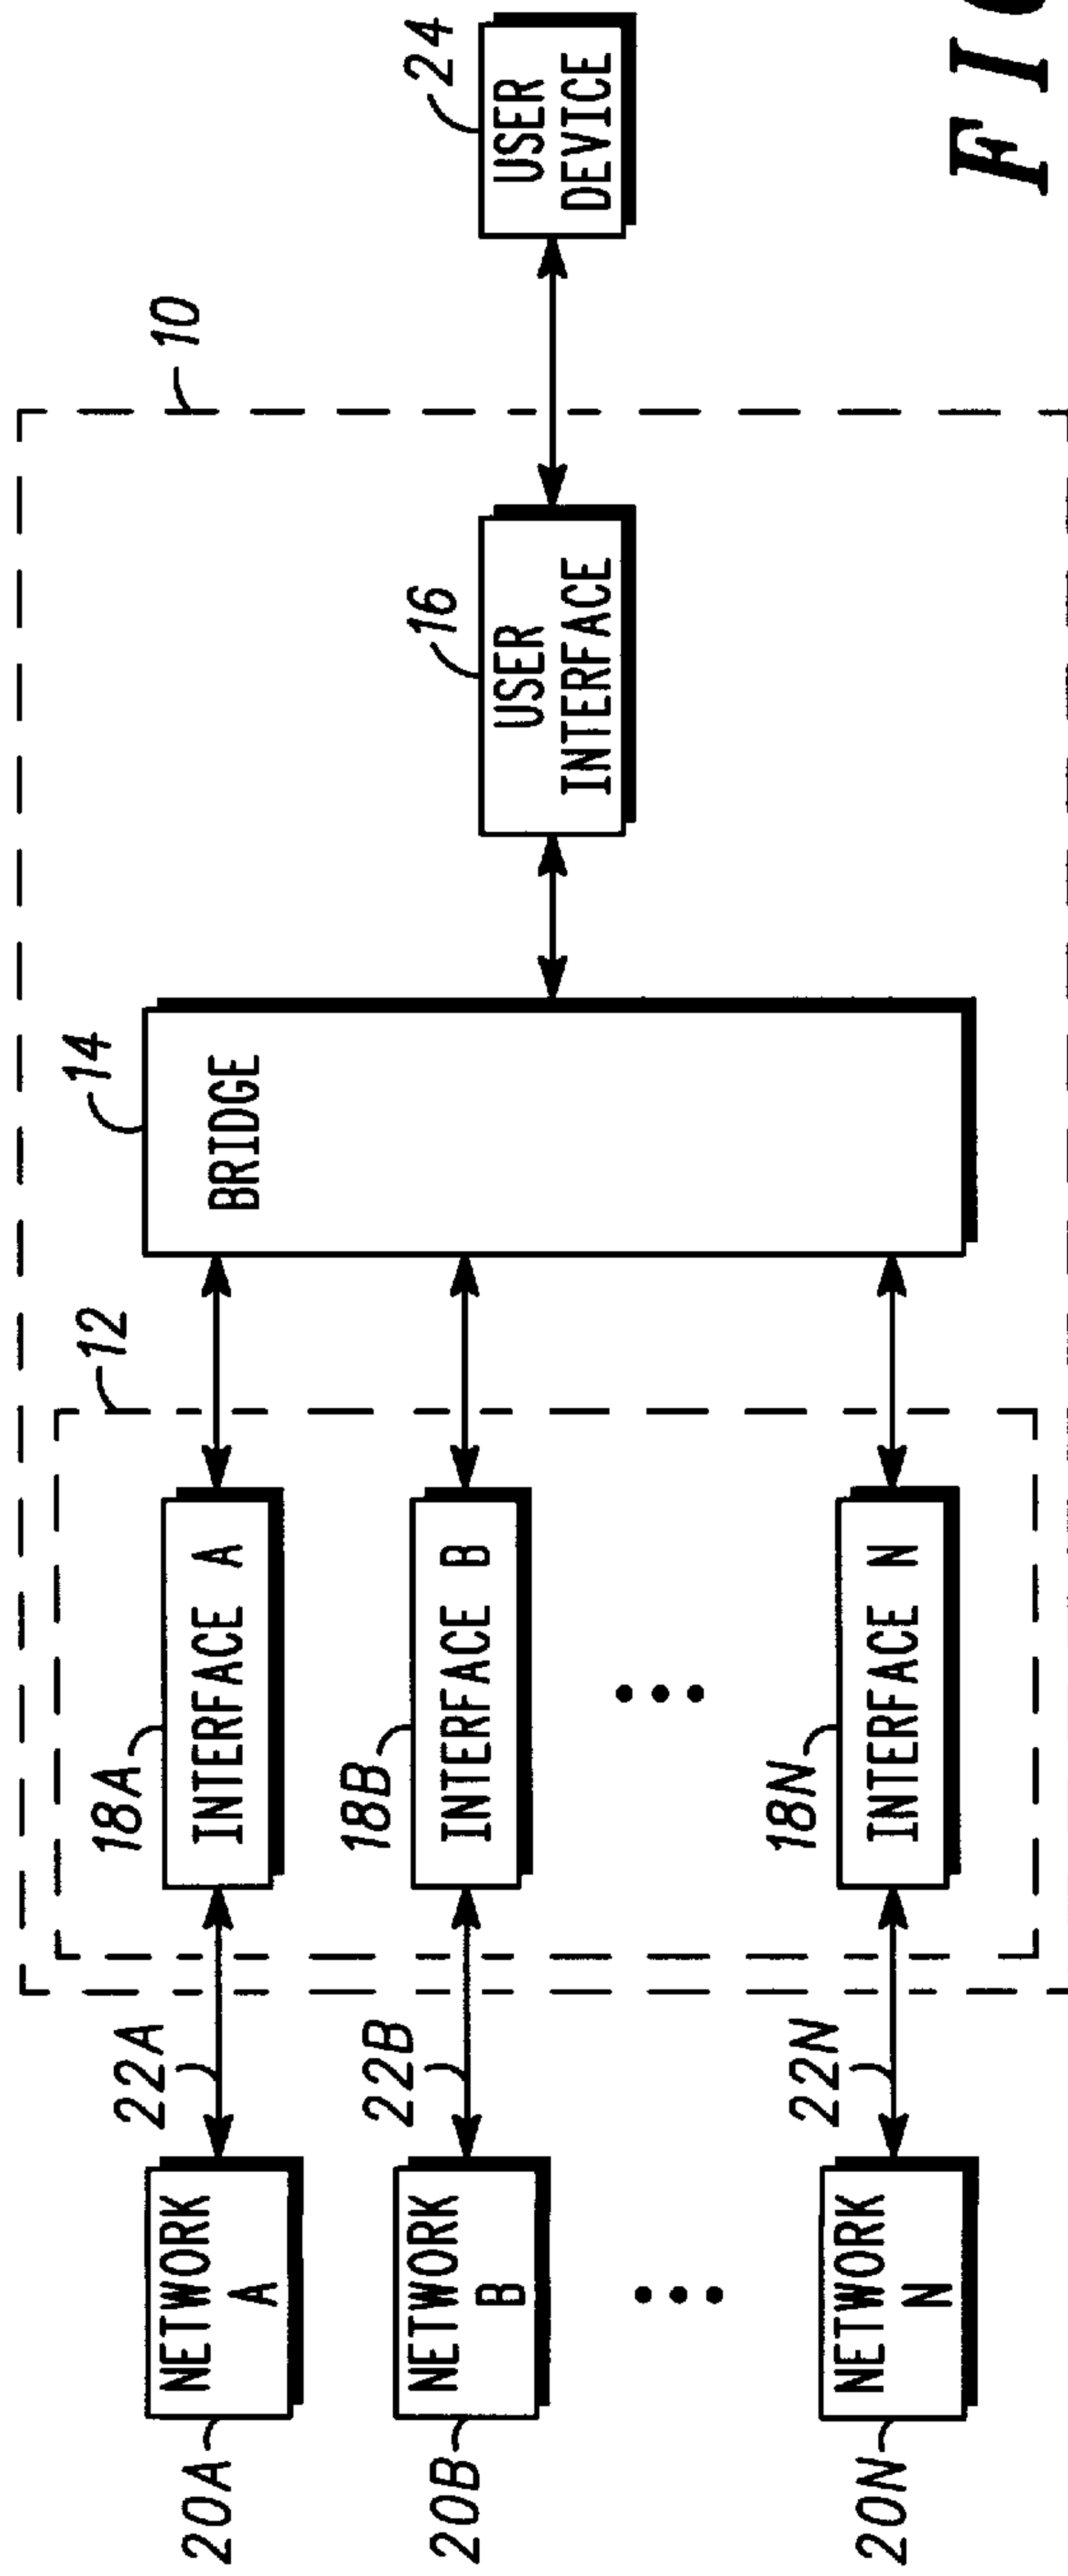 10
12
14
16
24
20A
NETWORK
A
22A
18A
INTERFACE A
BRIDGE
USER
INTERFACE
USER
DEVICE
20B
NETWORK
B
22B
18B
INTERFACE B
20N
NETWORK
N
22N
18N
INTERFACE N